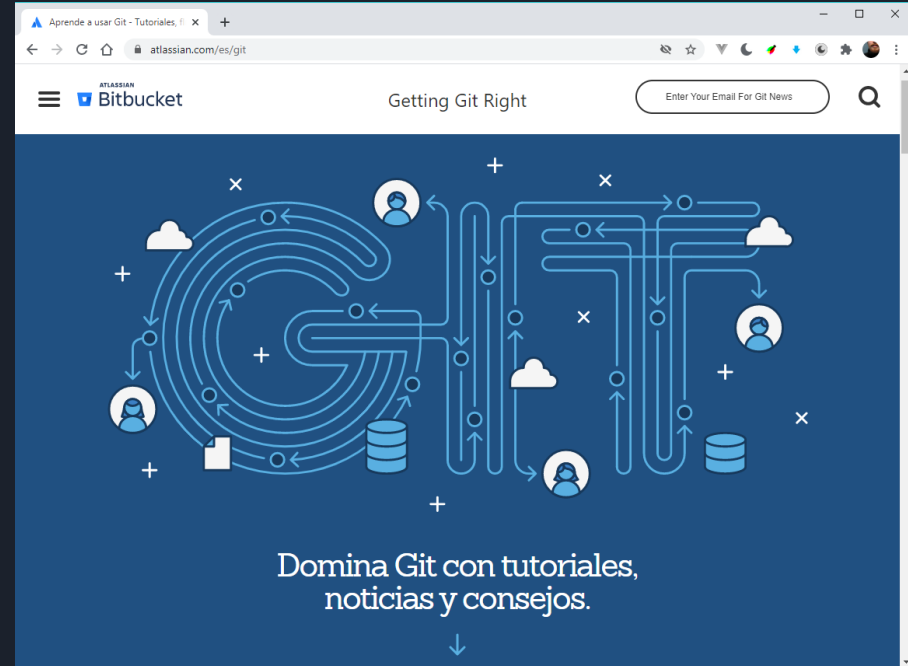 Aprende a usar Git - Tutoriales,
atlassian.com/es/git
ATLASSIAN
Bitbucket
Getting Git Right
Enter Your Email For Git News
GIT
Domina Git con tutoriales,
noticias y consejos.